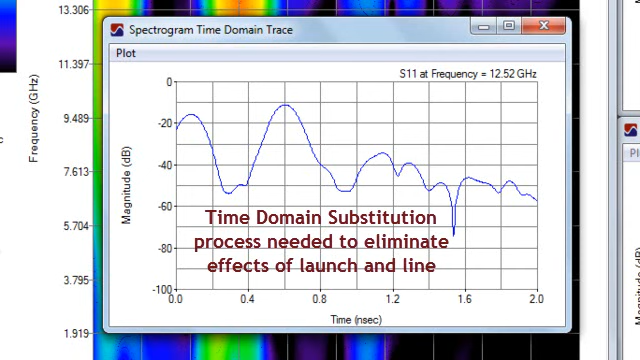 13.306
11.397
9.489
7.613
5.704
3.795
1.919
Frequency (GHz)
Spectrogram Time Domain Trace
Plot
S11 at Frequency = 12.52 GHz
0
-20
-40
-60
-80
-100
Magnitude (dB)
0.0 0.4 0.8 1.2 1.6 2.0
Time (nsec)
Time Domain Substitution
process needed to eliminate
effects of launch and line